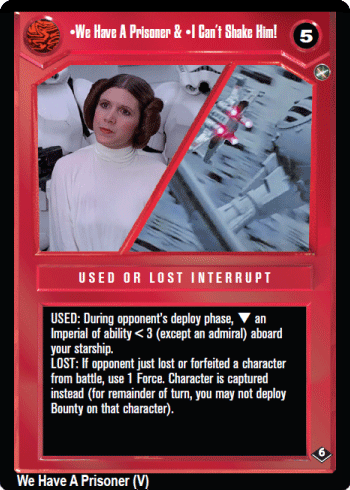 •We Have A Prisoner & •I Can't Shake Him!
5
USED OR LOST INTERRUPT
USED: During opponent's deploy phase, ▼ an
Imperial of ability < 3 (except an admiral) aboard
your starship.
LOST: If opponent just lost or forfeited a character
from battle, use 1 Force. Character is captured
instead (for remainder of turn, you may not deploy
Bounty on that character).
6
We Have A Prisoner (V)